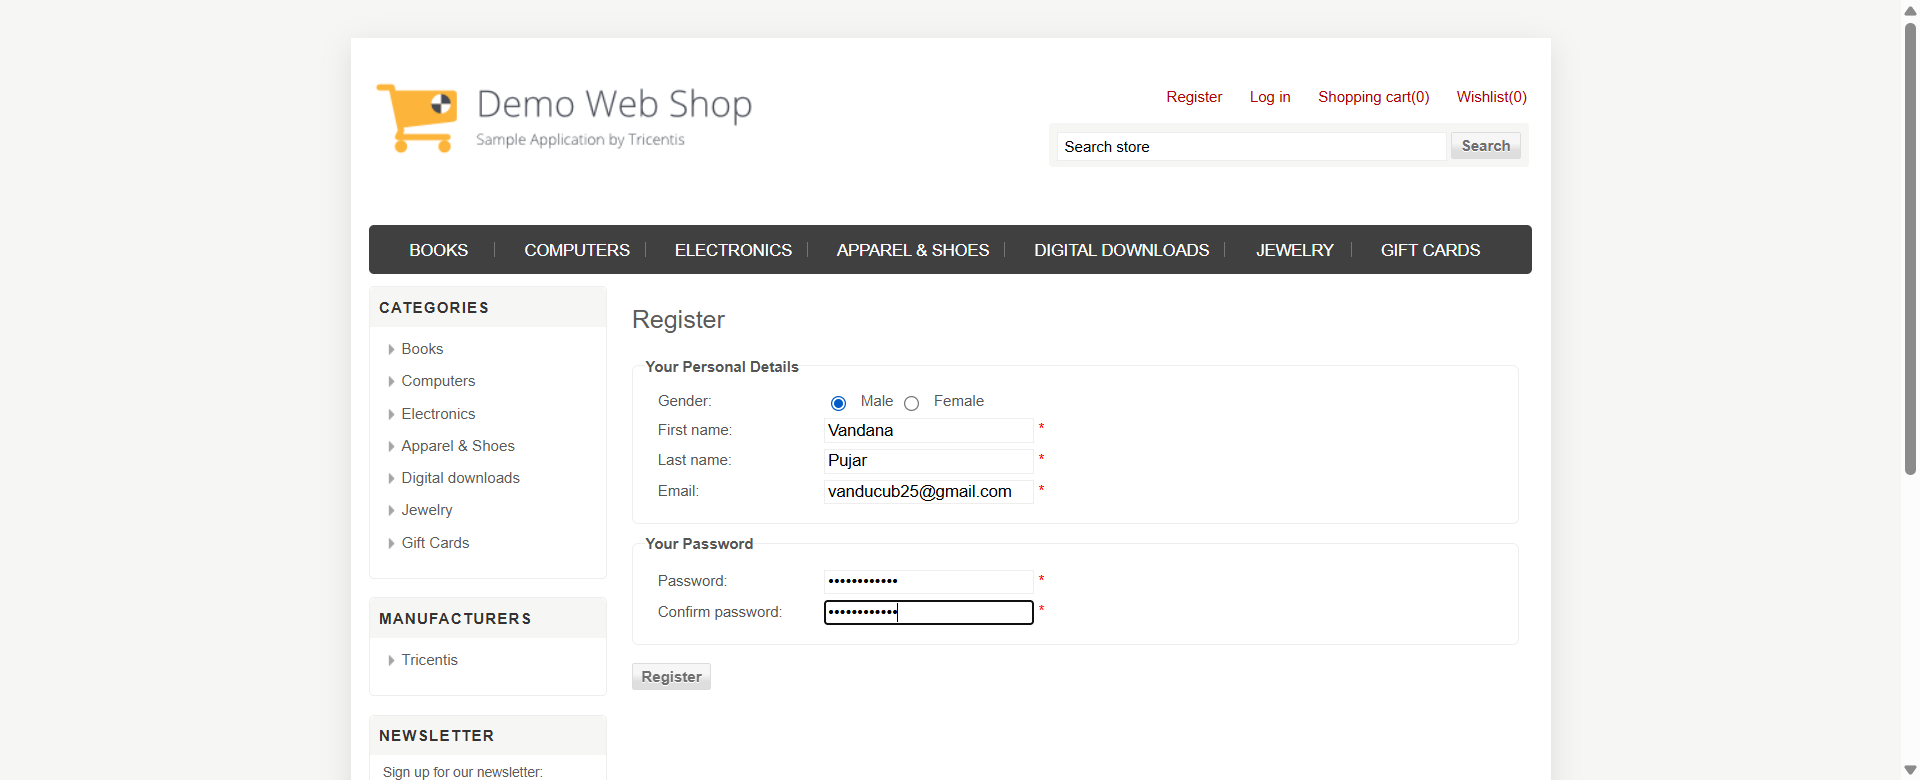 Demo Web Shop
Sample Application by Tricentis
Register Log in Shopping cart(0) Wishlist(0)
Search store Search
BOOKS COMPUTERS ELECTRONICS APPAREL & SHOES DIGITAL DOWNLOADS JEWELRY GIFT CARDS
CATEGORIES
Books
Computers
Electronics
Apparel & Shoes
Digital downloads
Jewelry
Gift Cards
MANUFACTURERS
Tricentis
NEWSLETTER
Sign up for our newsletter:
Register
Your Personal Details
Gender: Male Female
First name: Vandana *
Last name: Pujar *
Email: vanducub25@gmail.com *
Your Password
Password: •••••••••••• *
Confirm password: •••••••••••• *
Register